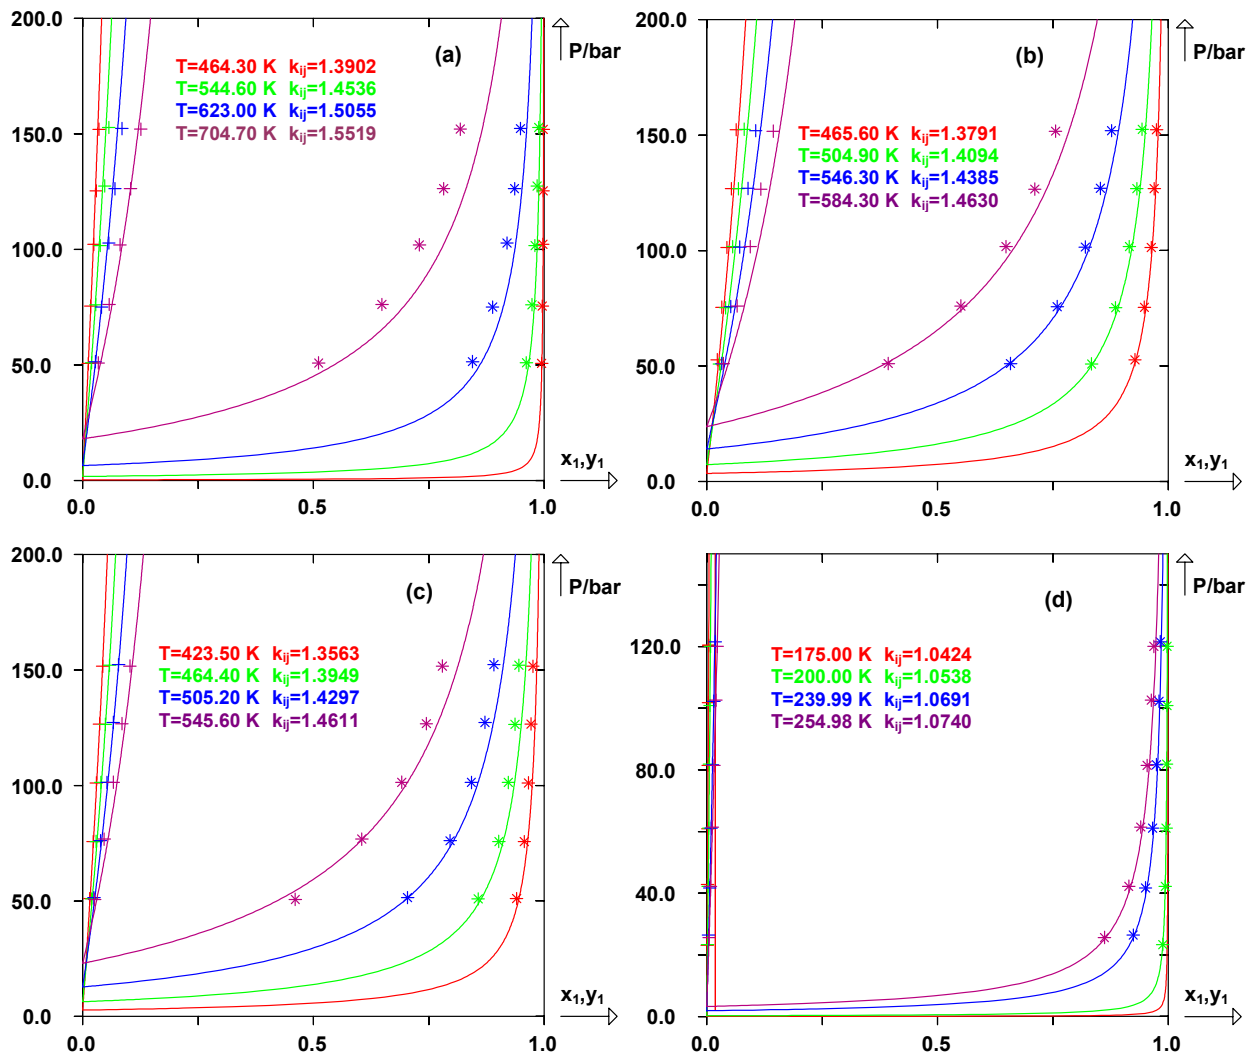 200.0
150.0
100.0
50.0
0.0
0.0
0.5
1.0
P/bar
x1,y1
(a)
T=464.30 K kij=1.3902
T=544.60 K kij=1.4536
T=623.00 K kij=1.5055
T=704.70 K kij=1.5519
200.0
150.0
100.0
50.0
0.0
0.0
0.5
1.0
P/bar
x1,y1
(b)
T=465.60 K kij=1.3791
T=504.90 K kij=1.4094
T=546.30 K kij=1.4385
T=584.30 K kij=1.4630
200.0
150.0
100.0
50.0
0.0
0.0
0.5
1.0
P/bar
x1,y1
(c)
T=423.50 K kij=1.3563
T=464.40 K kij=1.3949
T=505.20 K kij=1.4297
T=545.60 K kij=1.4611
120.0
80.0
40.0
0.0
0.0
0.5
1.0
P/bar
x1,y1
(d)
T=175.00 K kij=1.0424
T=200.00 K kij=1.0538
T=239.99 K kij=1.0691
T=254.98 K kij=1.0740